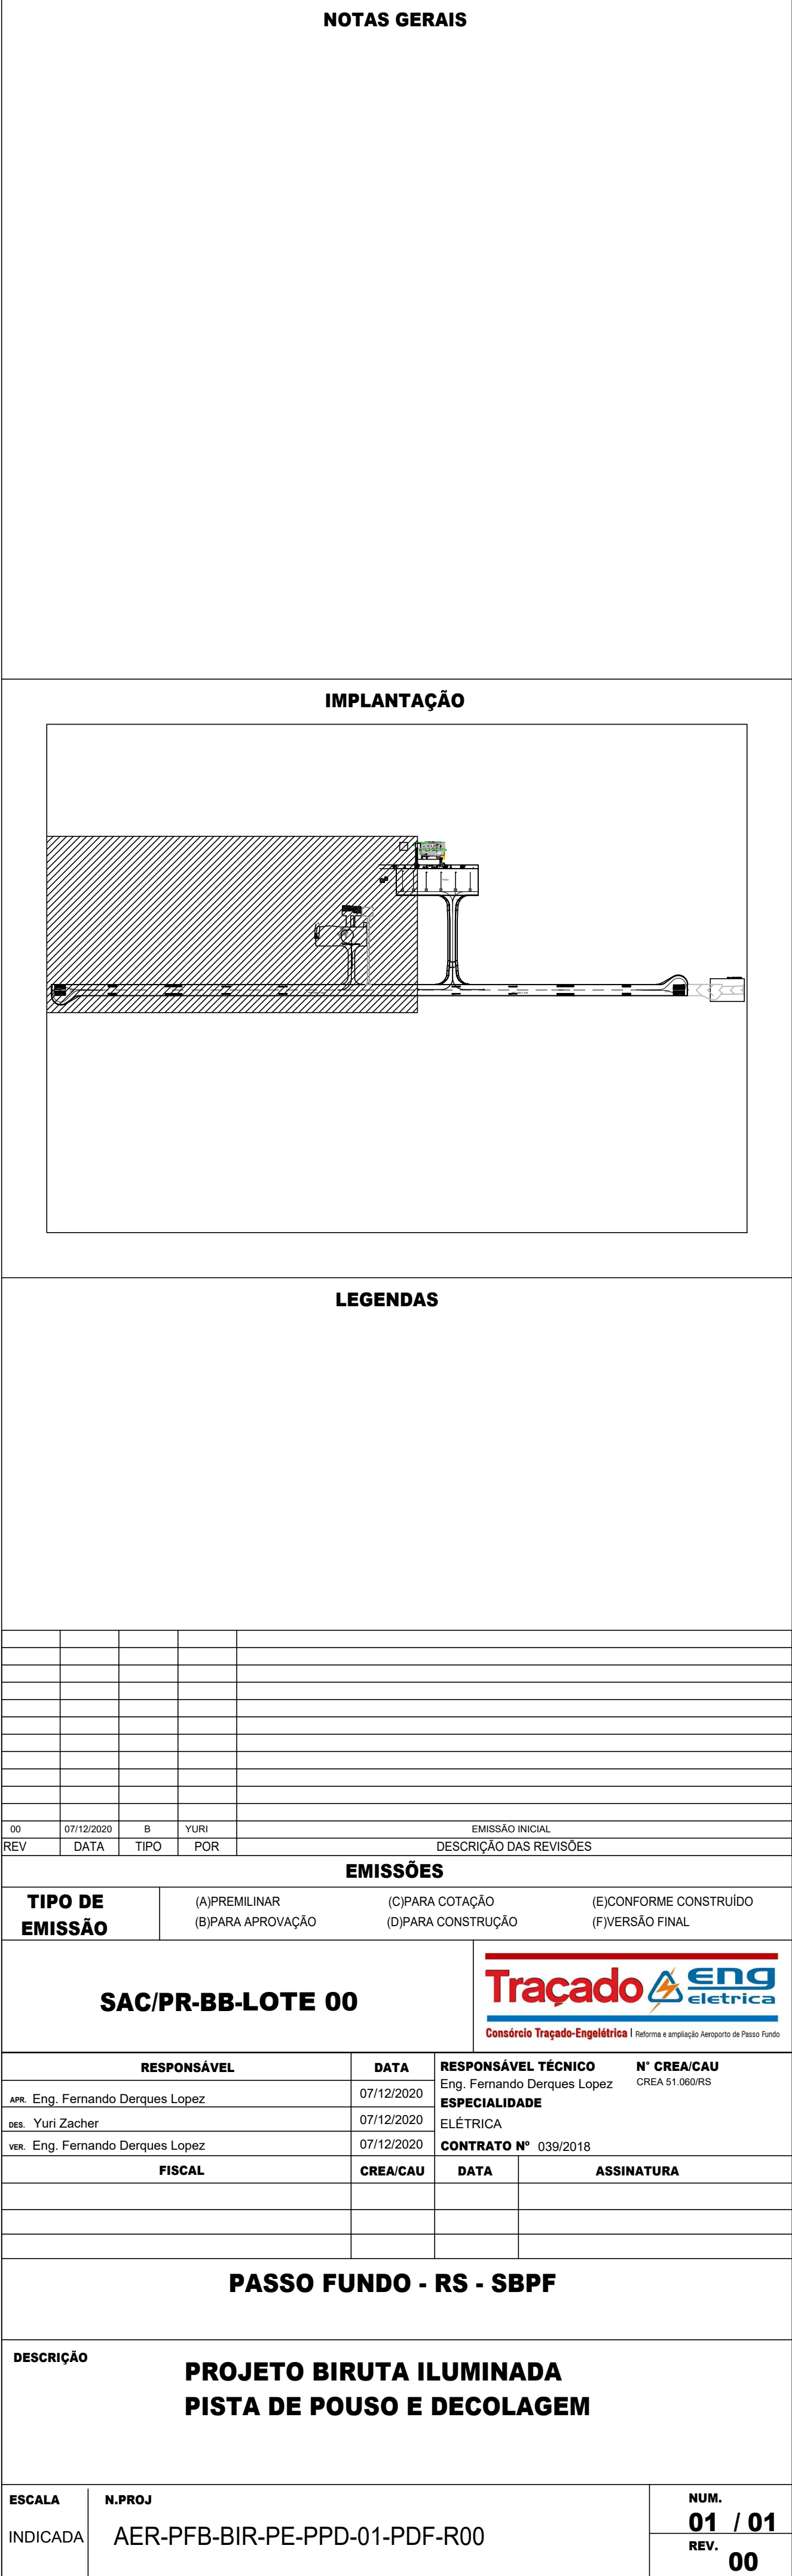 NOTAS GERAIS
IMPLANTAÇÃO
LEGENDAS
00 07/12/2020 B YURI EMISSÃO INICIAL
REV DATA TIPO POR DESCRIÇÃO DAS REVISÕES
EMISSÕES
TIPO DE
EMISSÃO
(A)PREMILINAR (C)PARA COTAÇÃO (E)CONFORME CONSTRUÍDO
(B)PARA APROVAÇÃO (D)PARA CONSTRUÇÃO (F)VERSÃO FINAL
SAC/PR-BB-LOTE 00
Traçado eng
eletrica
Consórcio Traçado-Engelétrica | Reforma e ampliação Aeroporto de Passo Fundo
RESPONSÁVEL DATA
APR. Eng. Fernando Derques Lopez 07/12/2020
DES. Yuri Zacher 07/12/2020
VER. Eng. Fernando Derques Lopez 07/12/2020
RESPONSÁVEL TÉCNICO N° CREA/CAU
Eng. Fernando Derques Lopez CREA 51.060/RS
ESPECIALIDADE
ELÉTRICA
CONTRATO Nº 039/2018
FISCAL CREA/CAU DATA ASSINATURA
PASSO FUNDO - RS - SBPF
DESCRIÇÃO
PROJETO BIRUTA ILUMINADA
PISTA DE POUSO E DECOLAGEM
ESCALA N.PROJ
INDICADA AER-PFB-BIR-PE-PPD-01-PDF-R00
NUM.
01 / 01
REV.
00